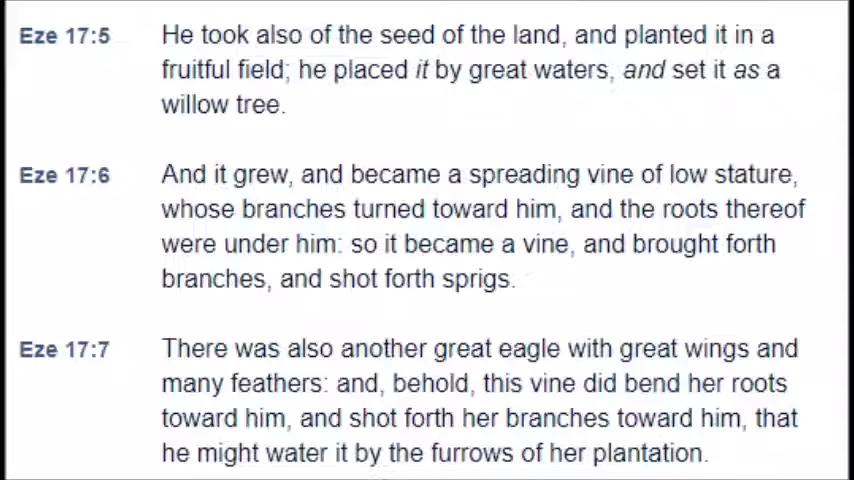 Eze 17:5 He took also of the seed of the land, and planted it in a
fruitful field; he placed it by great waters, and set it as a
willow tree.
Eze 17:6 And it grew, and became a spreading vine of low stature,
whose branches turned toward him, and the roots thereof
were under him: so it became a vine, and brought forth
branches, and shot forth sprigs.
Eze 17:7 There was also another great eagle with great wings and
many feathers: and, behold, this vine did bend her roots
toward him, and shot forth her branches toward him, that
he might water it by the furrows of her plantation.